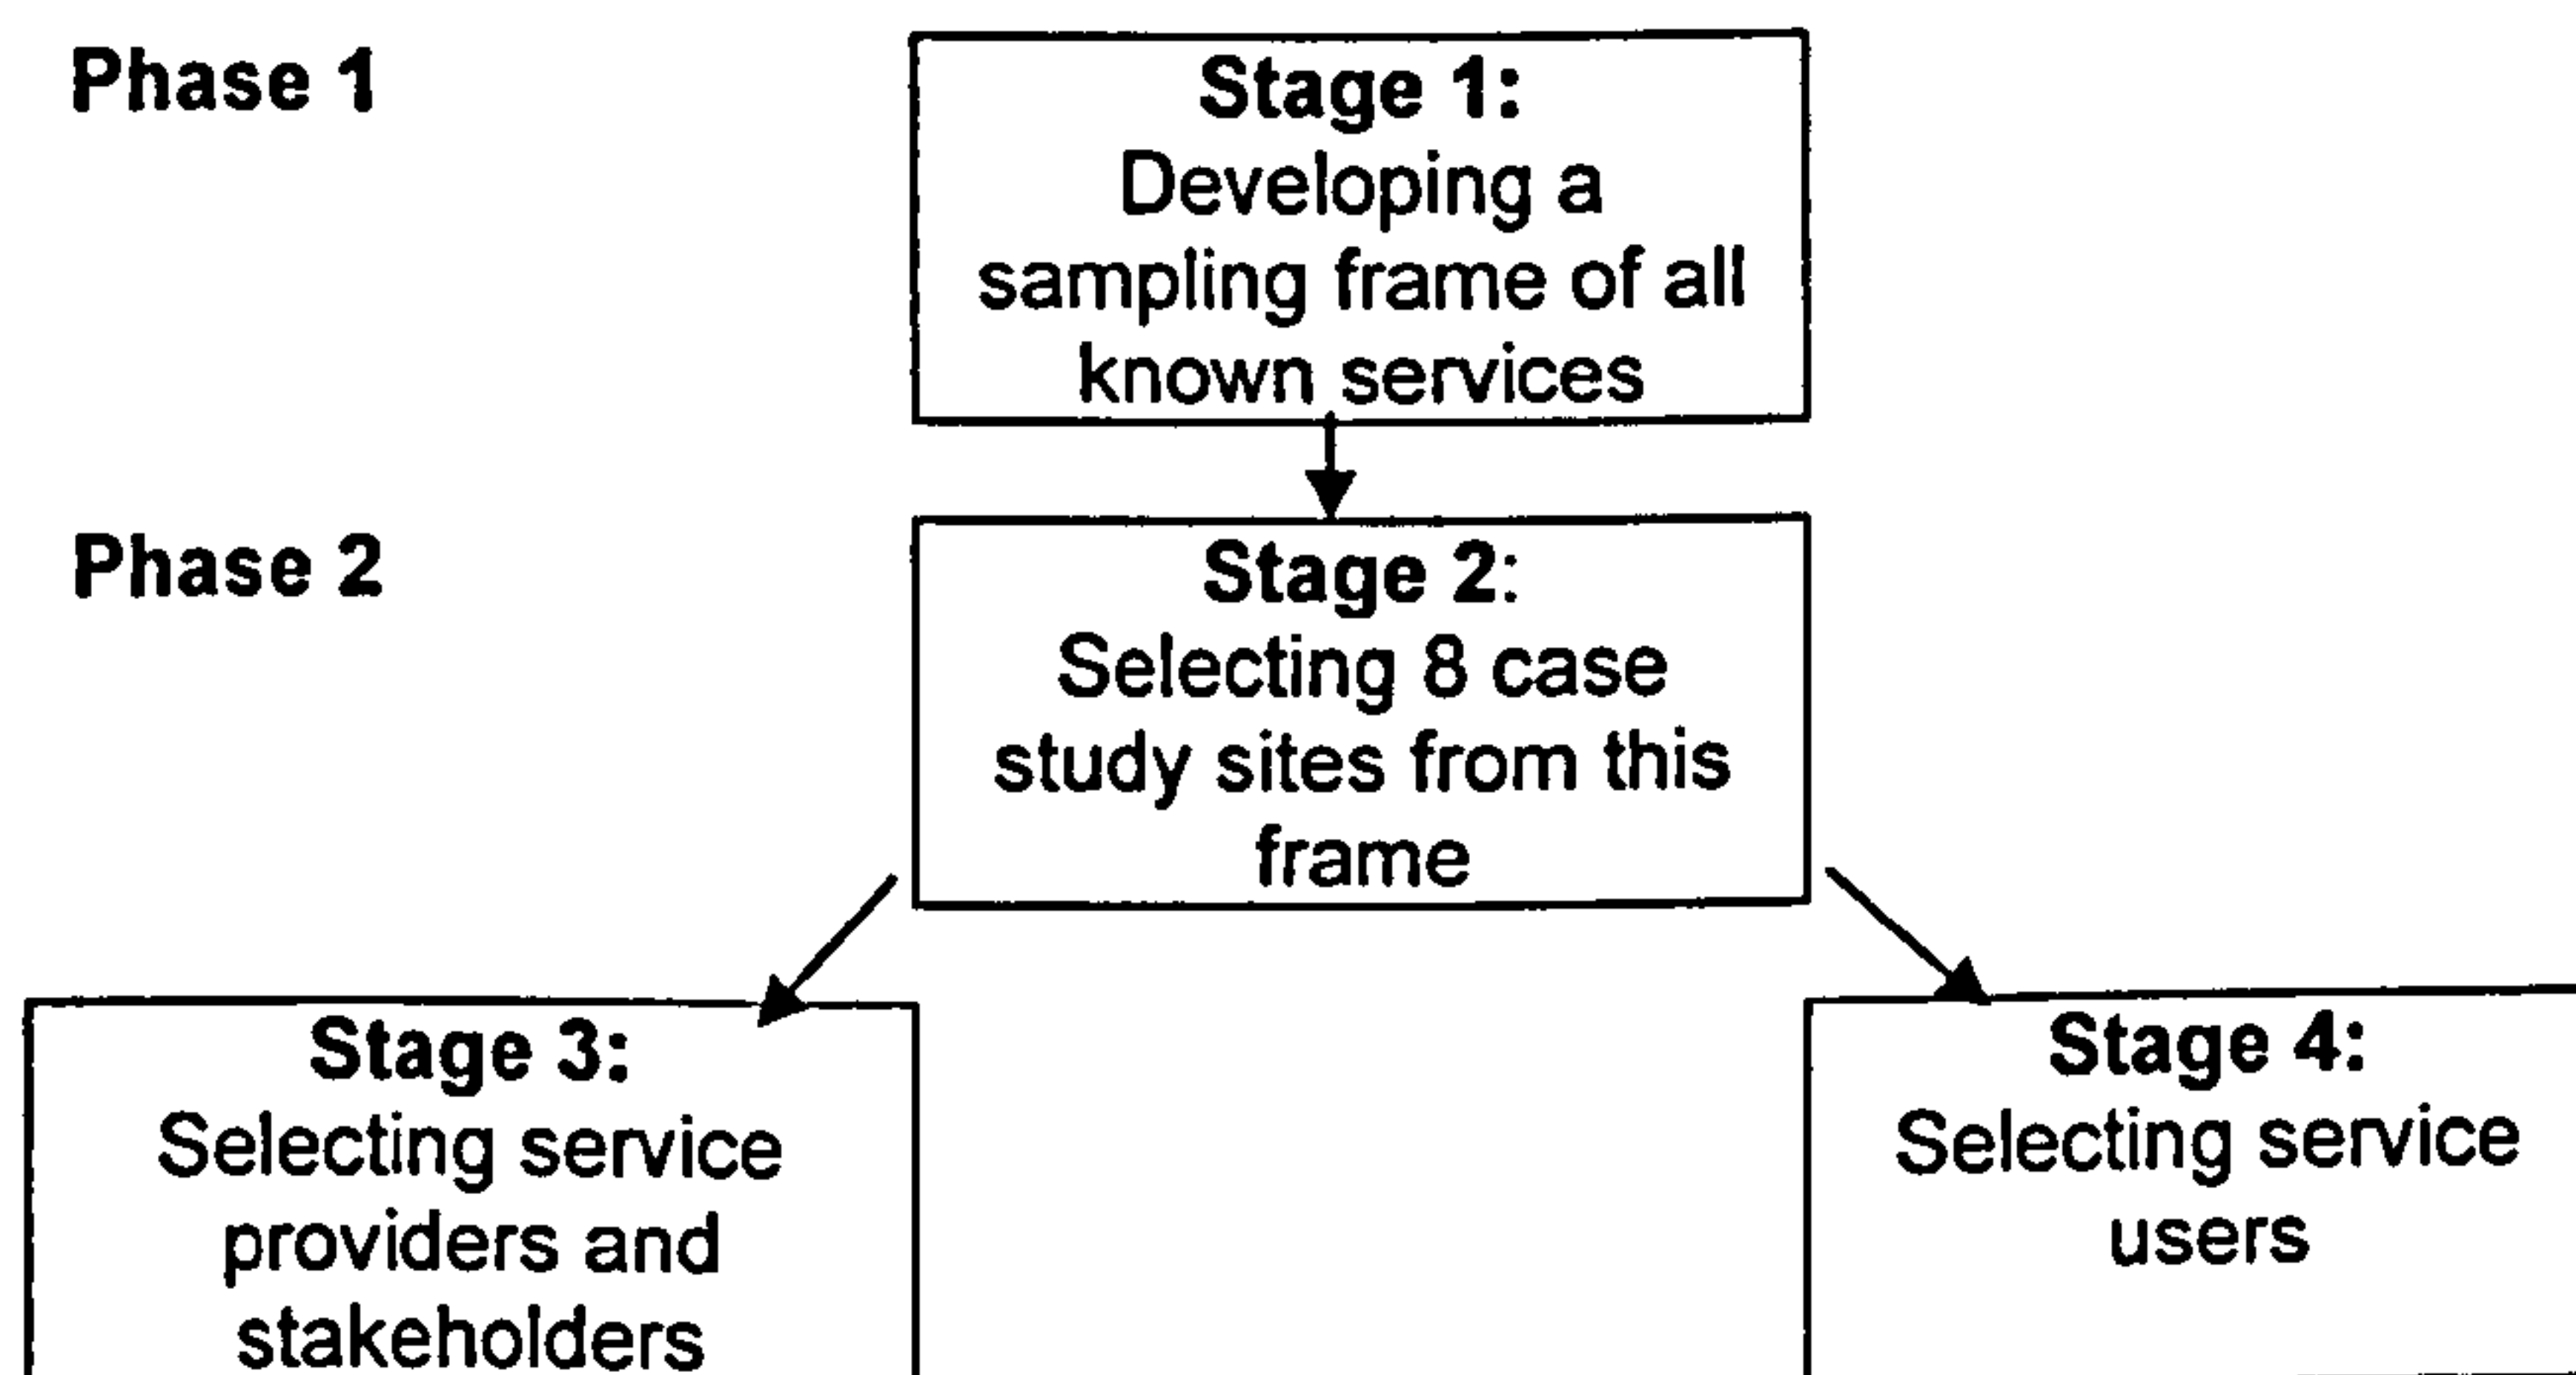 Phase 1
Stage 1:
Developing a
sampling frame of all
known services
Phase 2
Stage 2:
Selecting 8 case
study sites from this
frame
Stage 3:
Selecting service
providers and
stakeholders
Stage 4:
Selecting service
users